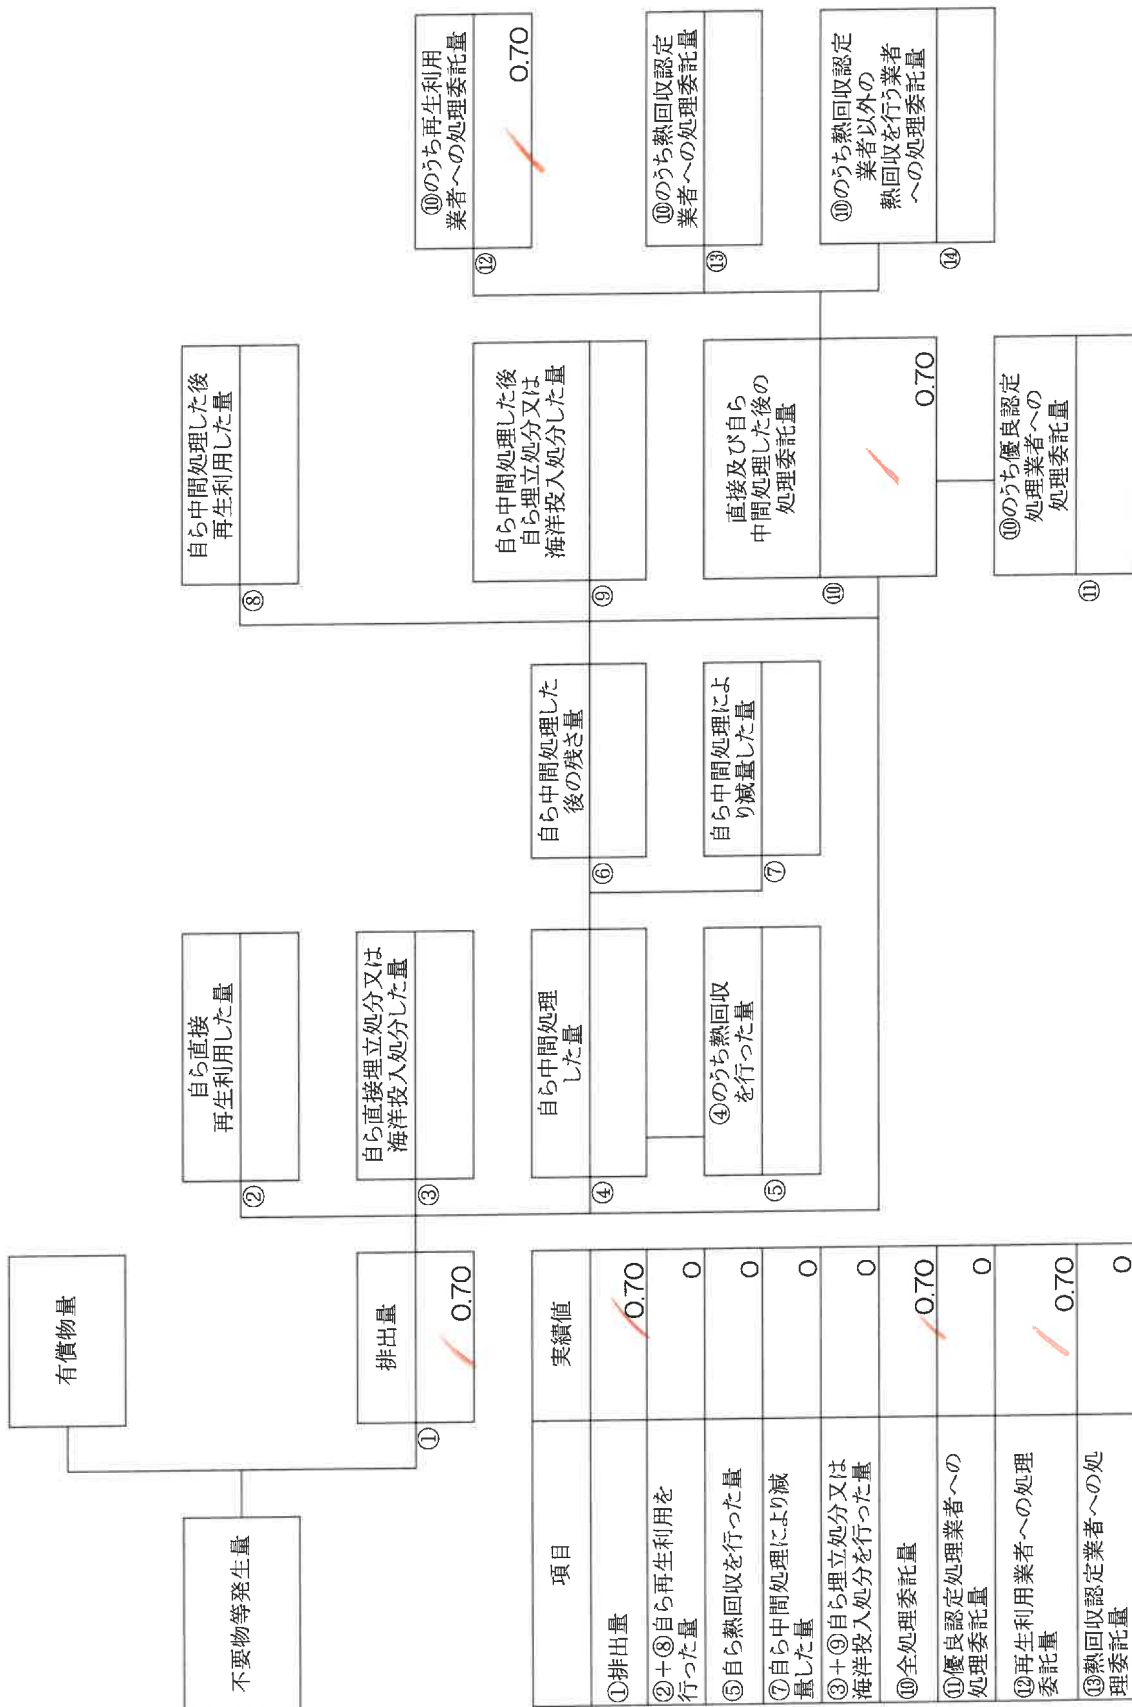 不要物等発生量
有償物量
排出量
①
0.70
自ら直接
再生利用した量
②
自ら直接埋立処分又は
海洋投入処分した量
③
自ら中間処理
した量
④
④のうち熱回収
を行った量
⑤
自ら中間処理した
後の残さ量
⑥
自ら中間処理によ
り減量した量
⑦
自ら中間処理した後
再生利用した量
⑧
自ら中間処理した後
自ら埋立処分又は
海洋投入処分した量
⑨
直接及び自ら
中間処理した後の
処理委託量
⑩
0.70
⑩のうち優良認定
処理業者への
処理委託量
⑪
⑩のうち再生利用
業者への処理委託量
⑫
0.70
⑩のうち熱回収認定
業者への処理委託量
⑬
⑩のうち熱回収認定
業者以外の
熱回収を行う業者
への処理委託量
⑭
項目 実績値
①排出量 0.70
②+⑧自ら再生利用を
行った量 0
⑤自ら熱回収を行った量 0
⑦自ら中間処理により減
量した量 0
③+⑨自ら埋立処分又は
海洋投入処分を行った量 0
⑩全処理委託量 0.70
⑪優良認定処理業者への
処理委託量 0
⑫再生利用業者への処理
委託量 0.70
⑬熱回収認定業者への処
理委託量 0